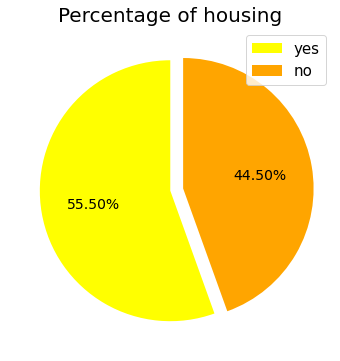 Percentage of housing
yes
no
44.50%
55.50%